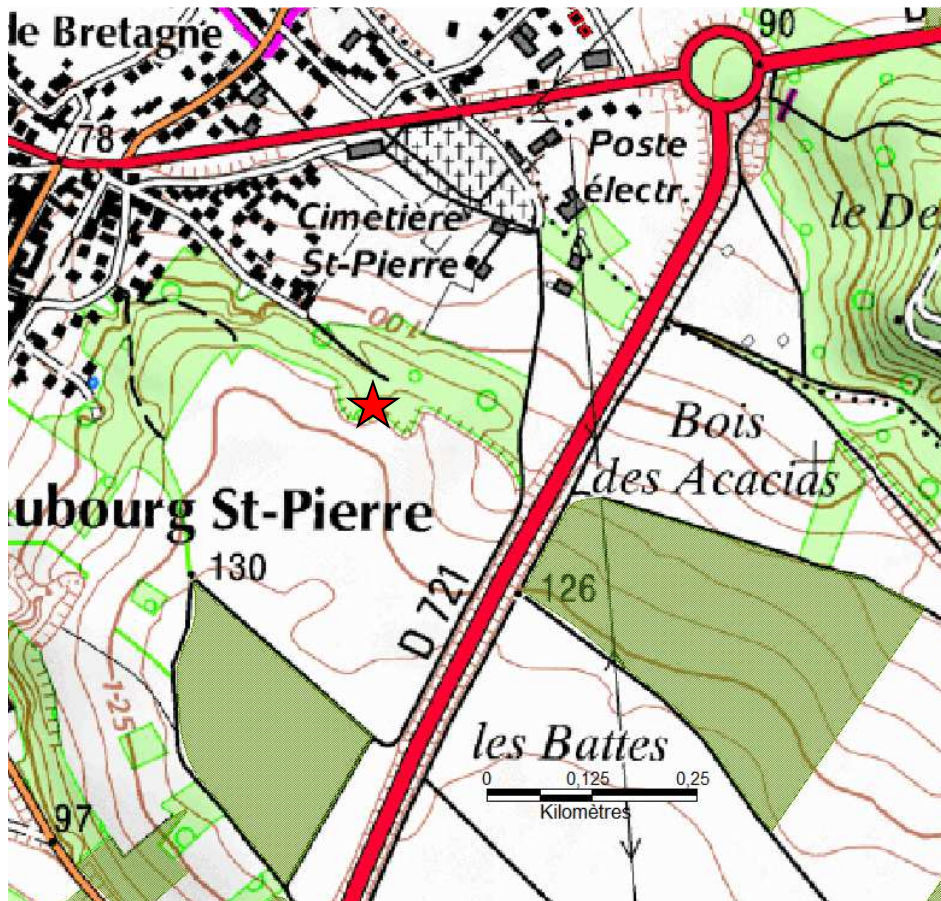 de Bretagne
90
D
78
Poste
électr.
Cimetière
St-Pierre
le De
100
Bois
des Acacias
ubourg St-Pierre
130
126
D 721
125
les Battes
0 0,125 0,25
Kilomètres
97